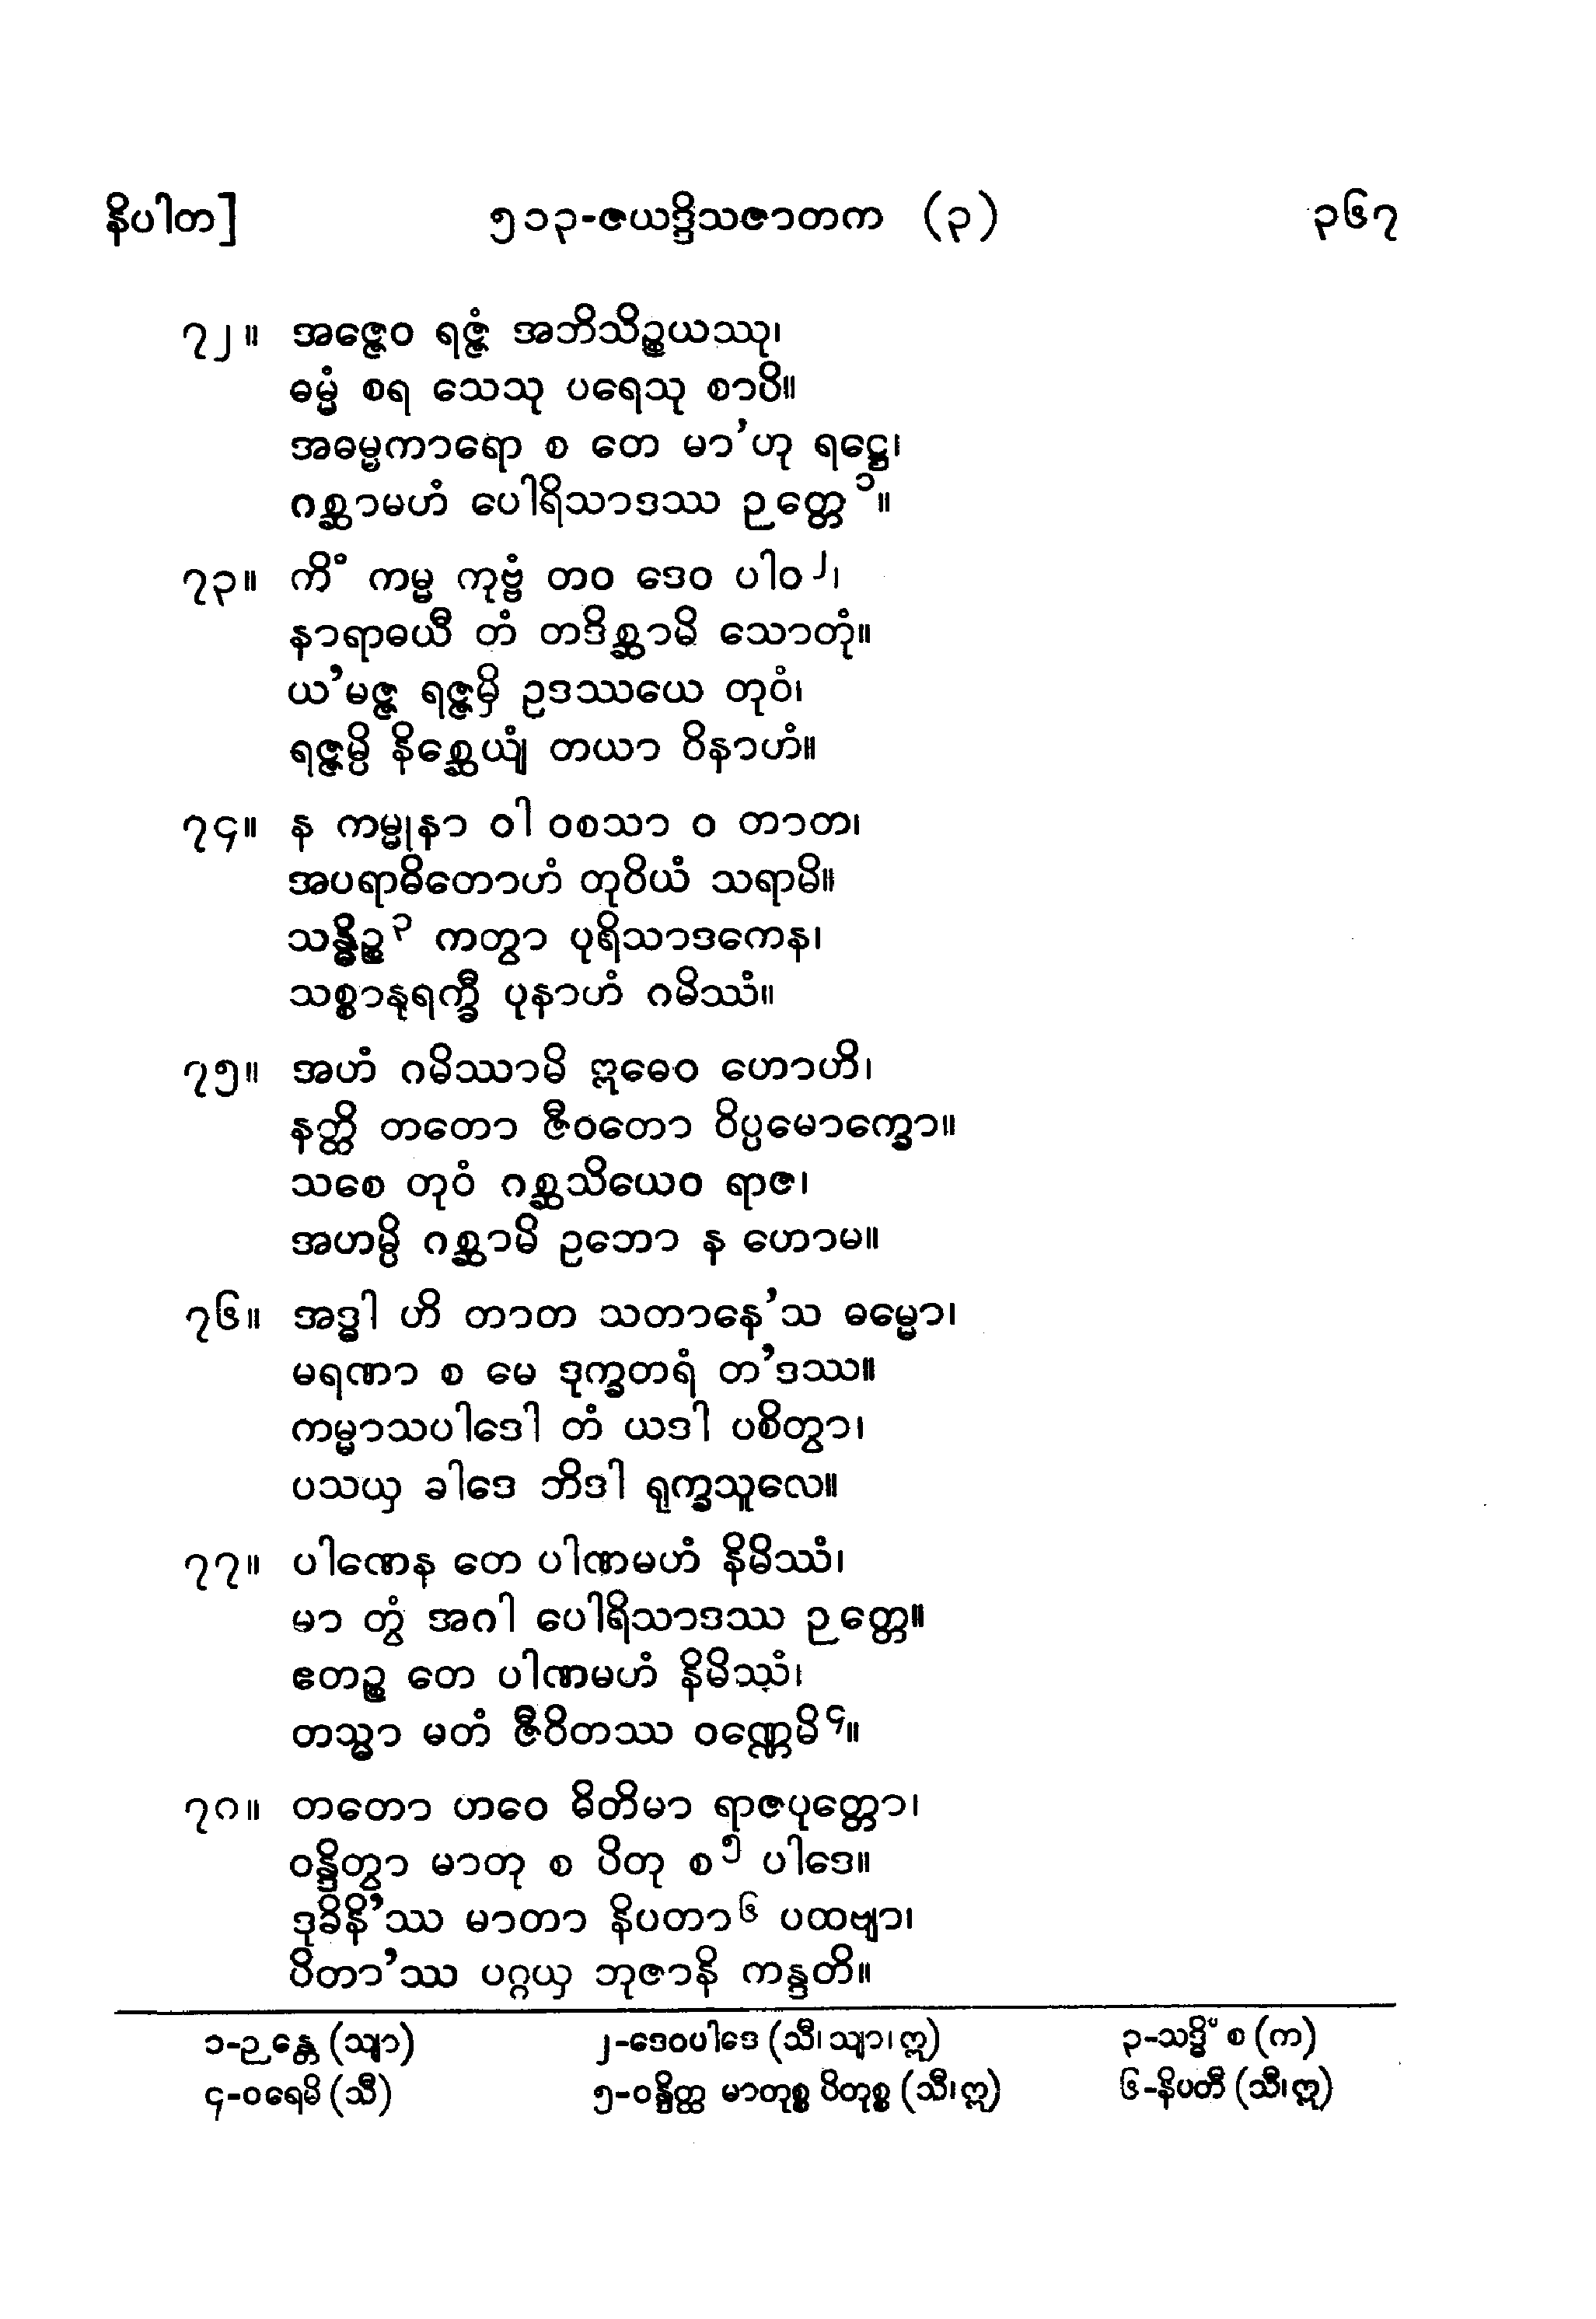 နိပါတ] ၅၁၃-ဇယဒ္ဒိသဇာတက (၃) ၃၆၇
၇၂။ အဇ္ဇေဝ ရဇ္ဇံ အဘိသိဉ္စယဿု၊
ဓမ္မံ စရ သေသု ပရေသု စာပိ။
အဓမ္မကာရော စ တေ မာ’ဟု ရဋ္ဌေ၊
ဂစ္ဆာမဟံ ပေါရိသာဒဿ ဉတ္တေ ၁။
၇၃။ ကိံ ကမ္မ ကုဗ္ဗံ တဝ ဒေဝ ပါဝ ၂၊
နာရာဓယီ တံ တဒိစ္ဆာမိ သောတုံ။
ယ’မဇ္ဇ ရဇ္ဇမှိ ဥဒဿယေ တုဝံ၊
ရဇ္ဇမ္ပိ နိစ္ဆေယျံ တယာ ဝိနာဟံ။
၇၄။ န ကမ္မုနာ ဝါ ဝစသာ ဝ တာတ၊
အပရာဓိတောဟံ တုဝိယံ သရာမိ။
သန္ဓိဉ္စ ၃ ကတွာ ပုရိသာဒကေန၊
သစ္စာနုရက္ခီ ပုနာဟံ ဂမိဿံ။
၇၅။ အဟံ ဂမိဿာမိ ဣဓေဝ ဟောဟိ၊
နတ္ထိ တတော ဇီဝတော ဝိပ္ပမောက္ခော။
သစေ တုဝံ ဂစ္ဆသိယေဝ ရာဇ၊
အဟမ္ပိ ဂစ္ဆာမိ ဥဘော န ဟောမ။
၇၆။ အဒ္ဓါ ဟိ တာတ သတာနေ’သ ဓမ္မော၊
မရဏာ စ မေ ဒုက္ခတရံ တ’ဒဿ။
ကမ္မာသပါဒေါ တံ ယဒါ ပစိတွာ၊
ပသယှ ခါဒေ ဘိဒါ ရုက္ခသူလေ။
၇၇။ ပါဏေန တေ ပါဏမဟံ နိမိဿံ၊
မာ တွံ အဂါ ပေါရိသာဒဿ ဉတ္တေ။
ဧတဉ္စ တေ ပါဏမဟံ နိမိဿံ၊
တသ္မာ မတံ ဇီဝိတဿ ဝဏ္ဏေမိ ၄။
၇၈။ တတော ဟဝေ ဓိတိမာ ရာဇပုတ္တော၊
ဝန္ဒိတွာ မာတု စ ပိတု စ ၅ ပါဒေ။
ဒုခိနိ’ဿ မာတာ နိပတာ ၆ ပထဗျာ၊
ပိတာ’ဿ ပဂ္ဂယှ ဘုဇာနိ ကန္ဒတိ။
၁-ဉန္တေ (သျာ) ၂-ဒေဝပါဒေ (သီ၊ သျာ၊ ဣ) ၃-သဒ္ဓိံ စ (က)
၄-ဝရေမိ (သီ) ၅-ဝန္ဒိတ္ထ မာတုစ္စ ပိတုစ္စ (သီ၊ ဣ) ၆-နိပတီ (သီ၊ ဣ)